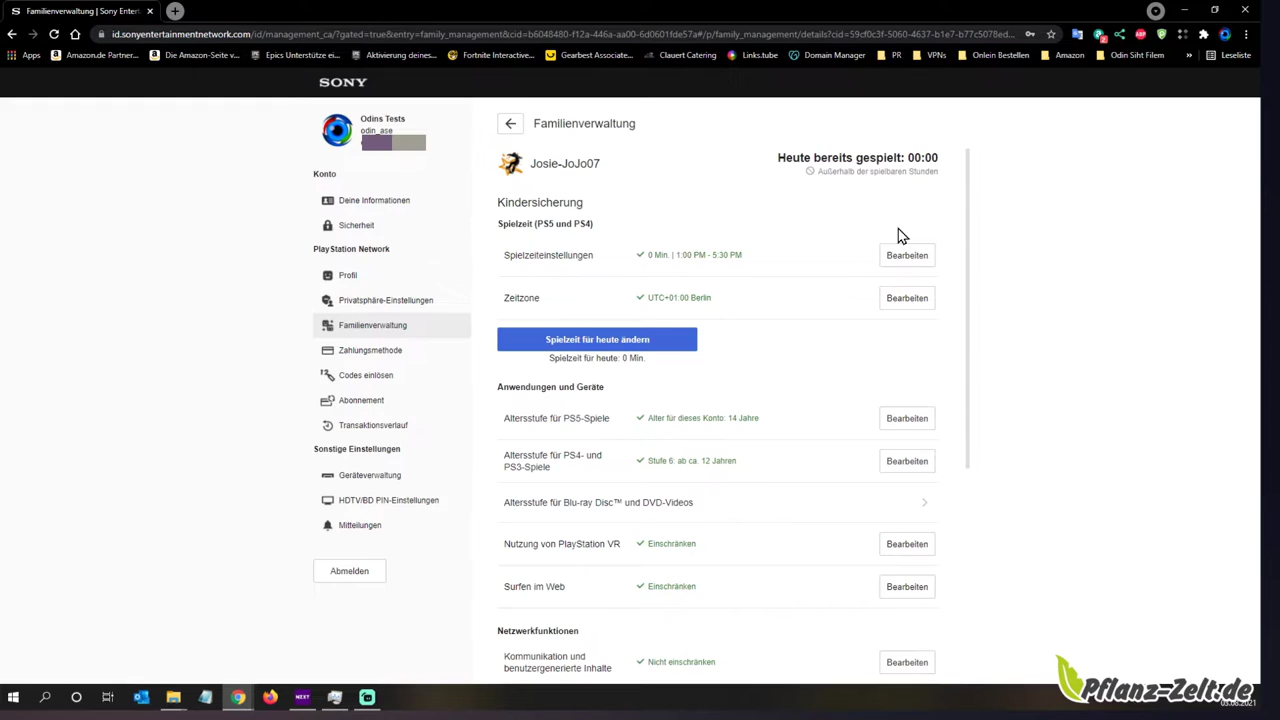 Familienverwaltung | Sony Entert
id.sonyentertainmentnetwork.com/id/management_ca/?gated=true&entry=family_management&cid=b6048480-f12a-446a-aa00-6d0601fde57a#/p/family_management/details?cid=59cf0c3f-5060-4637-b1e7-b77c5078ed...
Apps Amazon.de Partner... Die Amazon-Seite v... Epics Unterstütze ei... Aktivierung deines... Fortnite Interactive... Gearbest Associate... Clauert Catering Links.tube Domain Manager PR VPNs Onlein Bestellen Amazon Odin Siht Filem » Leseliste
SONY
Odins Tests
odin_ase
Konto
Deine Informationen
Sicherheit
PlayStation Network
Profil
Privatsphäre-Einstellungen
Familienverwaltung
Zahlungsmethode
Codes einlösen
Abonnement
Transaktionsverlauf
Sonstige Einstellungen
Geräteverwaltung
HDTV/BD PIN-Einstellungen
Mitteilungen
Abmelden
Familienverwaltung
Josie-JoJo07
Heute bereits gespielt: 00:00
Außerhalb der spielbaren Stunden
Kindersicherung
Spielzeit (PS5 und PS4)
Spielzeiteinstellungen 0 Min. | 1:00 PM - 5:30 PM Bearbeiten
Zeitzone UTC+01:00 Berlin Bearbeiten
Spielzeit für heute ändern
Spielzeit für heute: 0 Min.
Anwendungen und Geräte
Altersstufe für PS5-Spiele Alter für dieses Konto: 14 Jahre Bearbeiten
Altersstufe für PS4- und
PS3-Spiele Stufe 6: ab ca. 12 Jahren Bearbeiten
Altersstufe für Blu-ray Disc™ und DVD-Videos
Nutzung von PlayStation VR Einschränken Bearbeiten
Surfen im Web Einschränken Bearbeiten
Netzwerkfunktionen
Kommunikation und
benutzergenerierte Inhalte Nicht einschränken Bearbeiten
Pflanz-Zelt.de
03.08.2021